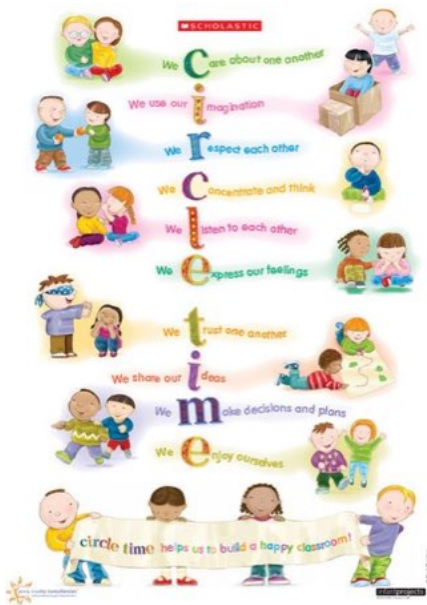 SCHOLASTIC
We care about one another
We use our imagination
We respect each other
We concentrate and think
We listen to each other
We express our feelings
We trust one another
We share our ideas
We make decisions and plans
We enjoy ourselves
circle time helps us to build a happy classroom!
infantprojects